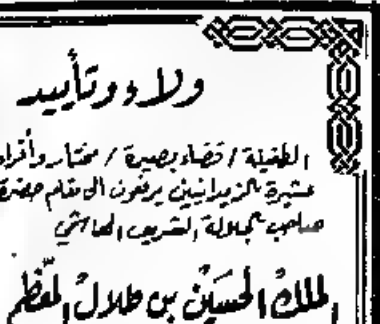 ولاء وتأييد
الطفيلة / قضاء بصيرة / مختار وأفراد
عشيرة الزيدانيين يرفعون الى مقام حضرة
صاحب الجلالة الشريف الهاشمي
الملك الحسين بن طلال المعظم